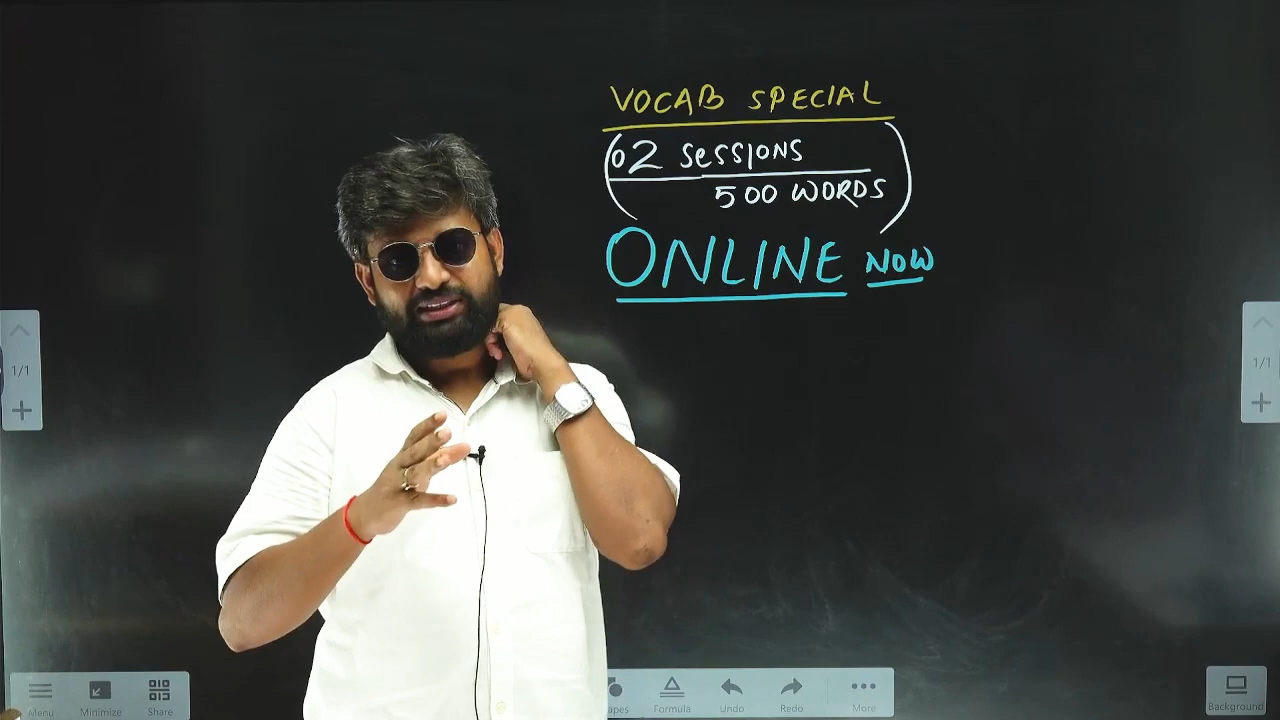 VOCAB SPECIAL
02 SESSIONS
500 WORDS
ONLINE NOW
1/1
1/1
Menu
Minimize
Share
apes
Formula
Undo
Redo
More
Background